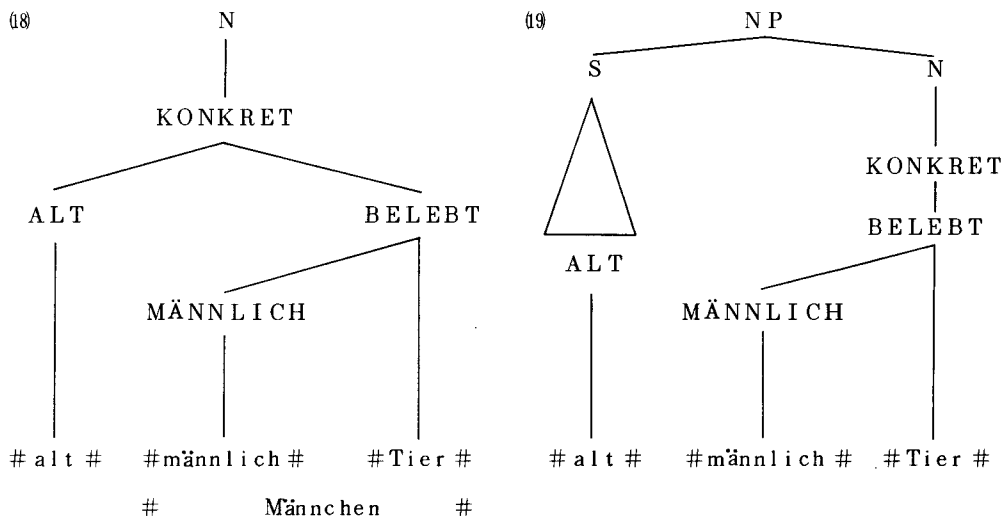 (18) N
KONKRET
ALT BELEBT
MÄNNLICH
#alt# #männlich# #Tier#
# Männchen #
(19) NP
S N
KONKRET
BELEBT
ALT
MÄNNLICH
#alt# #männlich# #Tier#